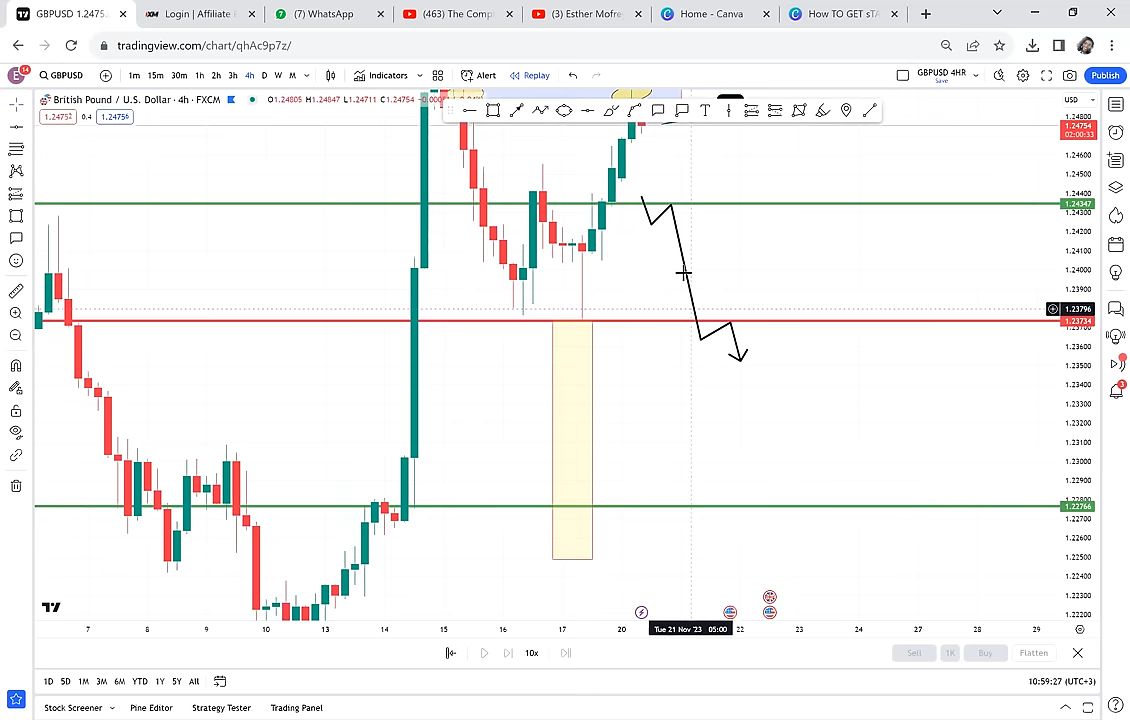 GBPUSD 1.2475
Login | Affiliate
(7) WhatsApp
(463) The Comp
(3) Esther Mofre
Home - Canva
How TO GET sTA
tradingview.com/chart/qhAc9p7z/
E 14 GBPUSD 1m 15m 30m 1h 2h 3h 4h D W M Indicators Alert Replay GBPUSD 4HR Save Publish
British Pound / U.S. Dollar · 4h · FXCM O1.24805 H1.24847 L1.24711 C1.24754 USD
1.24752 0.4 1.24756
1.24800
1.24754
02:00:33
1.24600
1.24500
1.24400
1.24347
1.24300
1.24200
1.24100
1.24000
1.23900
1.23796
1.23734
1.23600
1.23500
1.23400
1.23300
1.23200
1.23100
1.23000
1.22900
1.22766
1.22700
1.22600
1.22500
1.22400
1.22300
1.22200
7 8 9 10 13 14 15 16 17 20 Tue 21 Nov '23 05:00 22 23 24 27 28 29
10x Sell 1K Buy Flatten
1D 5D 1M 3M 6M YTD 1Y 5Y All 10:59:27 (UTC+3)
Stock Screener Pine Editor Strategy Tester Trading Panel